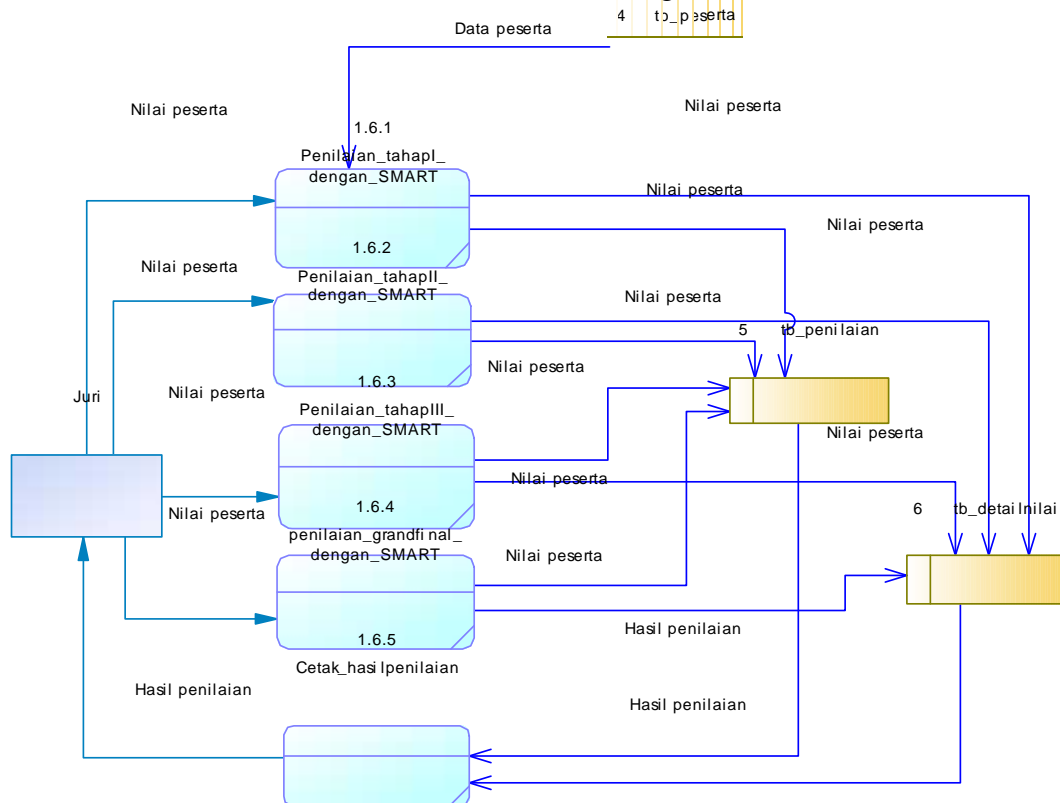 4 tb_peserta
Data peserta
Nilai peserta
Nilai peserta
1.6.1
Penilaian_tahapI_
dengan_SMART
Nilai peserta
Nilai peserta
1.6.2
Nilai peserta
Penilaian_tahapII_
dengan_SMART
Nilai peserta
5 tb_penilaian
Nilai peserta
1.6.3
Nilai peserta
Juri
Penilaian_tahapIII_
dengan_SMART
Nilai peserta
Nilai peserta
1.6.4
Nilai peserta
6 tb_detailnilai
penilaian_grandfinal_
dengan_SMART
Nilai peserta
Hasil penilaian
1.6.5
Cetak_hasilpenilaian
Hasil penilaian
Hasil penilaian